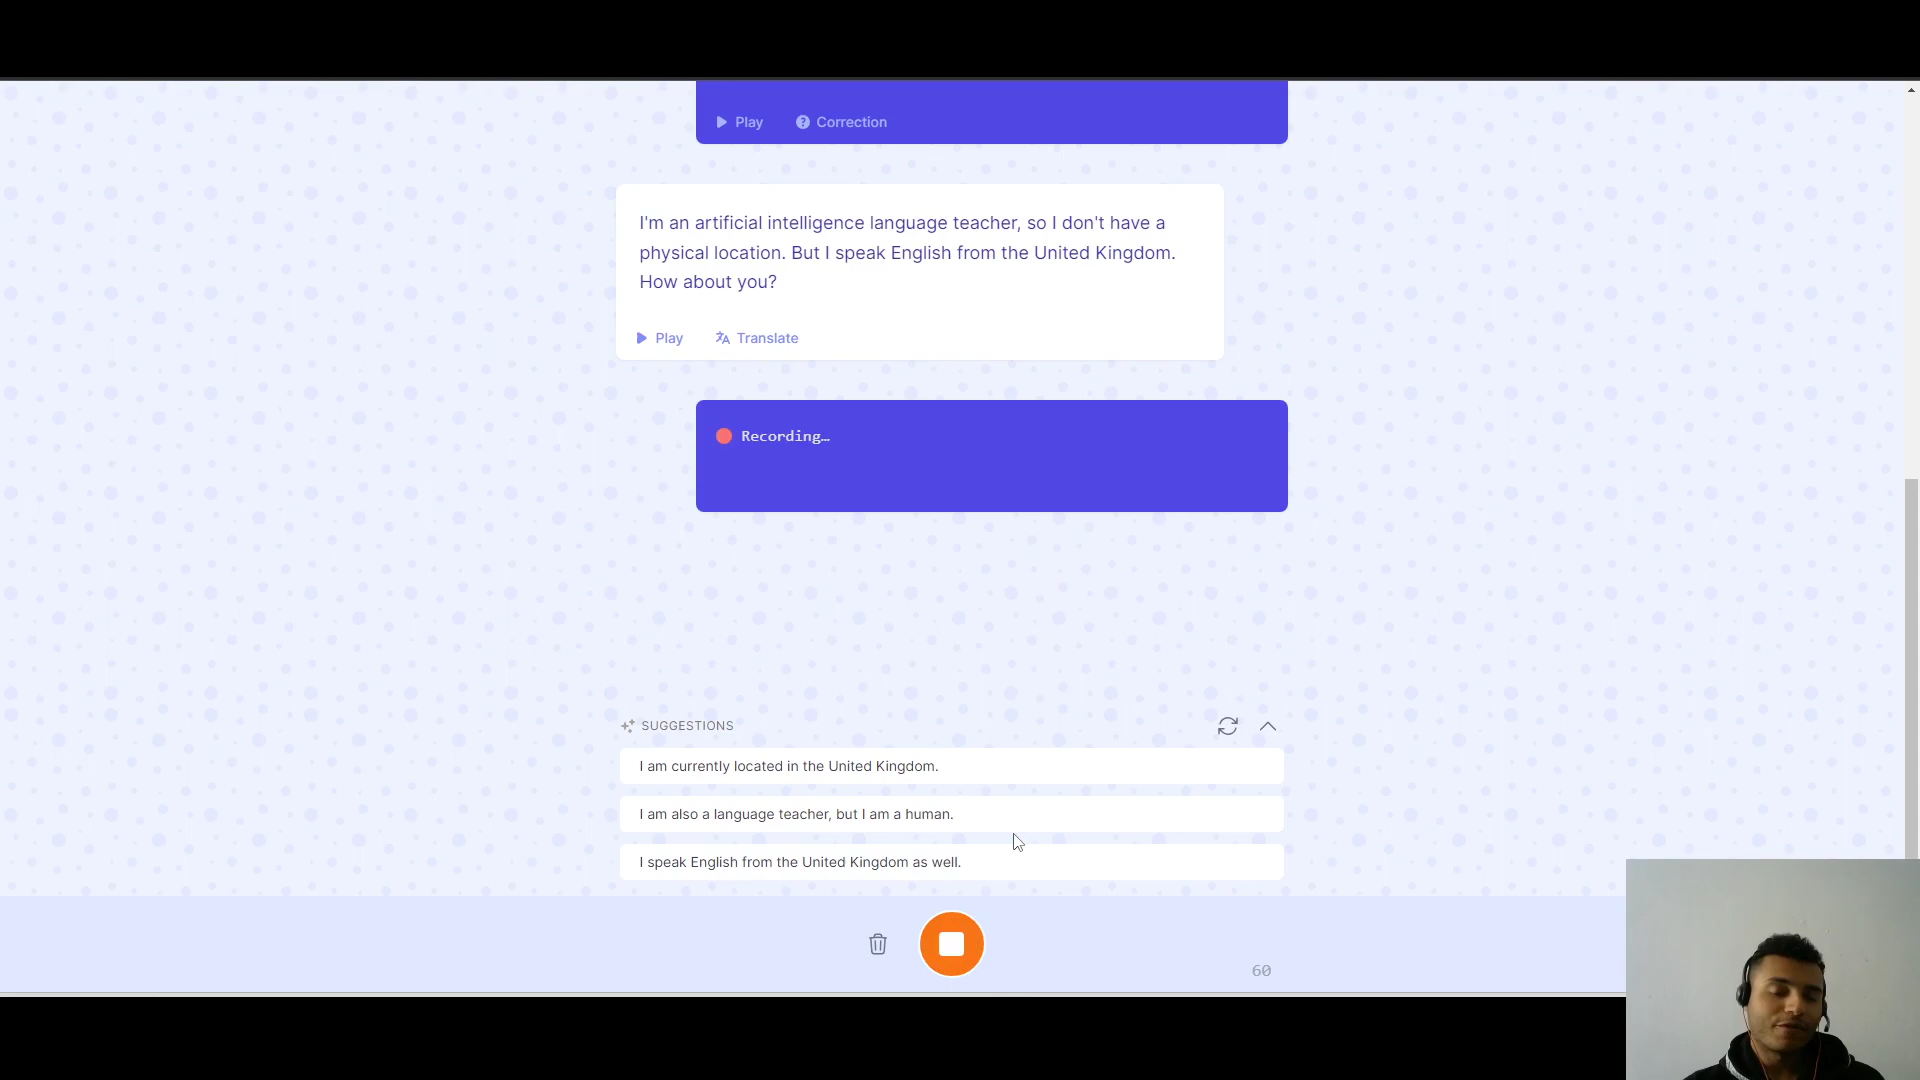 Play Correction
I'm an artificial intelligence language teacher, so I don't have a
physical location. But I speak English from the United Kingdom.
How about you?
Play Translate
Recording…
SUGGESTIONS
I am currently located in the United Kingdom.
I am also a language teacher, but I am a human.
I speak English from the United Kingdom as well.
60